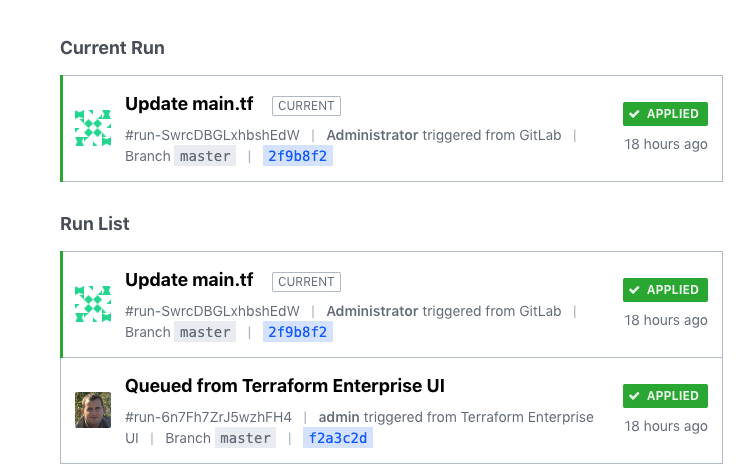 Current Run
Update main.tf CURRENT
✔ APPLIED
#run-SwrcDBGLxhbshEdW | Administrator triggered from GitLab |
Branch master | 2f9b8f2
18 hours ago
Run List
Update main.tf CURRENT
✔ APPLIED
#run-SwrcDBGLxhbshEdW | Administrator triggered from GitLab |
Branch master | 2f9b8f2
18 hours ago
Queued from Terraform Enterprise UI
✔ APPLIED
#run-6n7Fh7ZrJ5wzhFH4 | admin triggered from Terraform Enterprise
UI | Branch master | f2a3c2d
18 hours ago